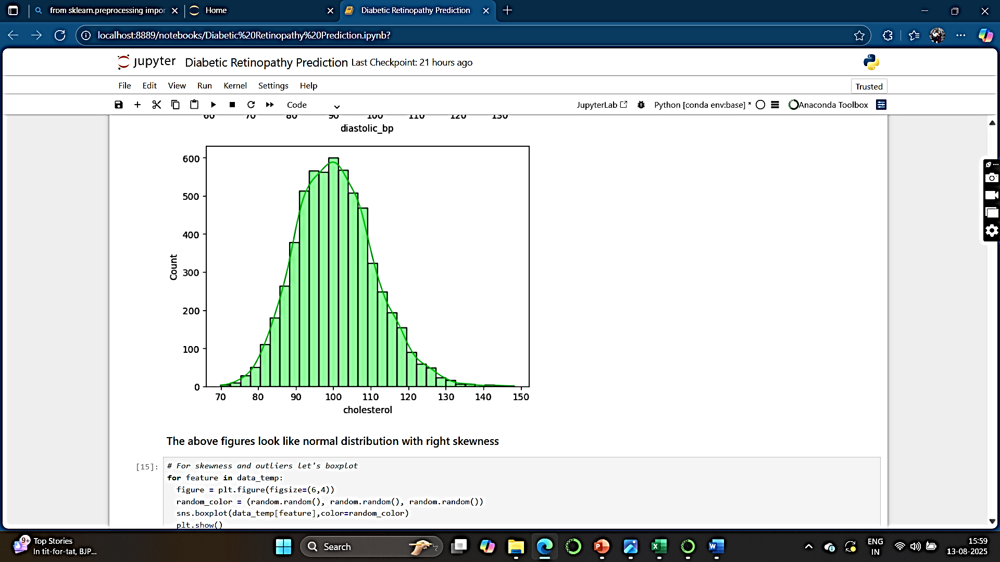 from sklearn.preprocessing impor
Home
Diabetic Retinopathy Prediction
localhost:8889/notebooks/Diabetic%20Retinopathy%20Prediction.ipynb?
jupyter Diabetic Retinopathy Prediction Last Checkpoint: 21 hours ago
File Edit View Run Kernel Settings Help
Trusted
Code
JupyterLab Python [conda env:base] * Anaconda Toolbox
60 70 80 90 100 110 120 130
diastolic_bp
600
500
400
300
200
100
0
Count
70 80 90 100 110 120 130 140 150
cholesterol
The above figures look like normal distribution with right skewness
[15]:
# For skewness and outliers let's boxplot
for feature in data_temp:
figure = plt.figure(figsize=(6,4))
random_color = (random.random(), random.random(), random.random())
sns.boxplot(data_temp[feature],color=random_color)
plt.show()
9+
Top Stories
In tit-for-tat, BJP...
Search
ENG
IN
15:59
13-08-2025